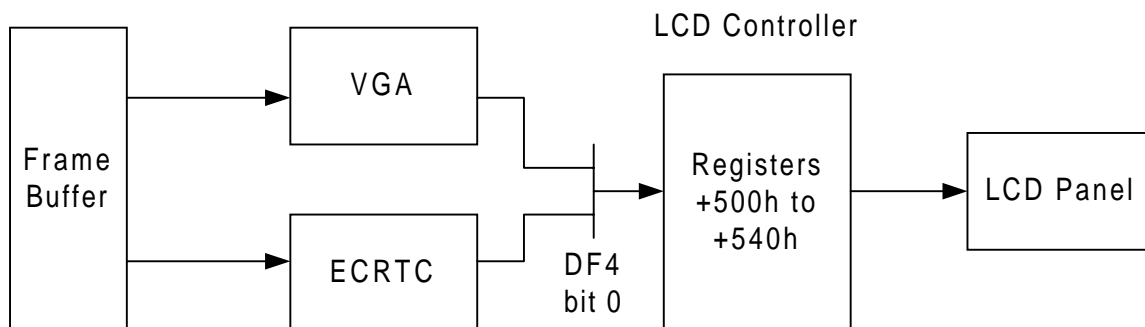 LCD Controller
VGA
Frame
Buffer
ECRTC
DF4
bit 0
Registers
+500h to
+540h
LCD Panel